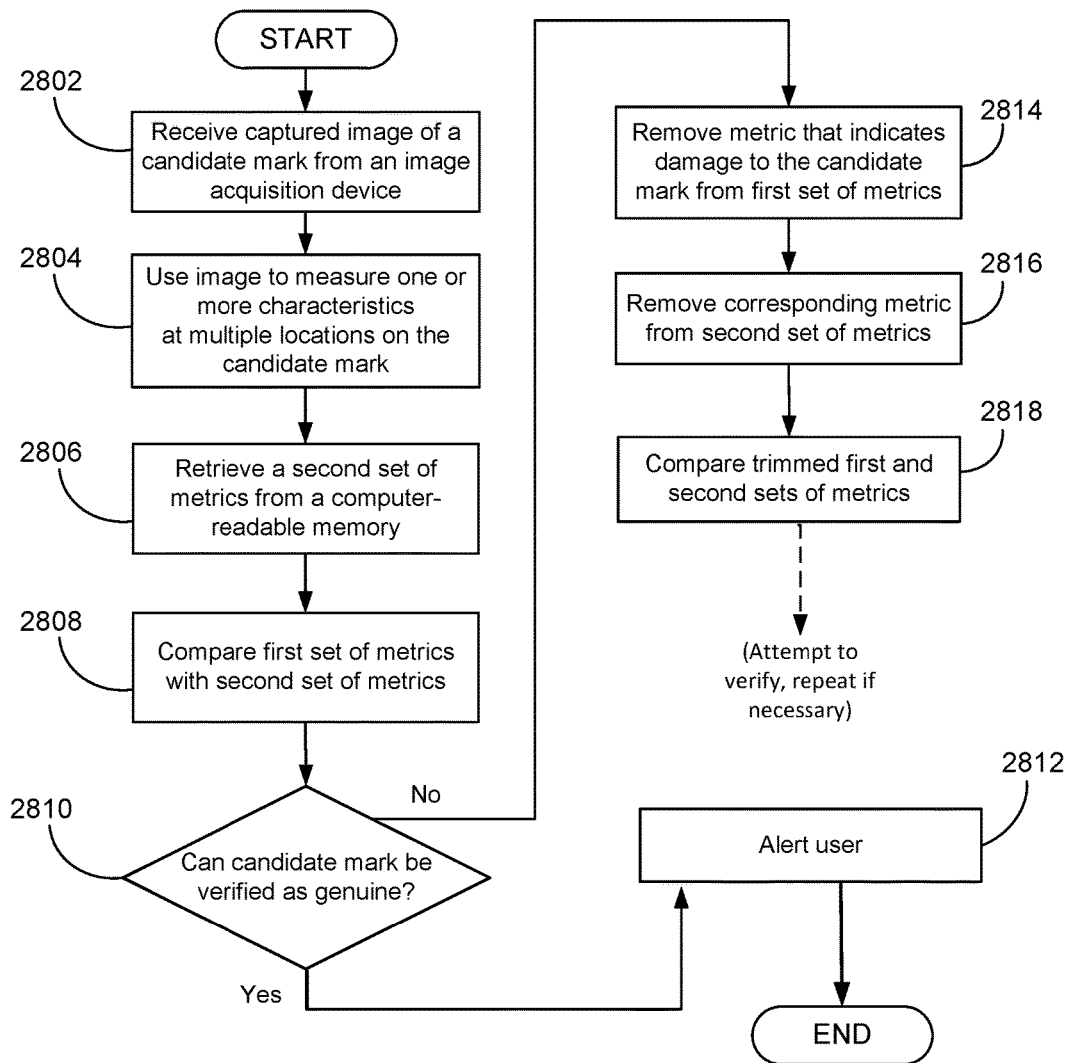 START
2802
Receive captured image of a
candidate mark from an image
acquisition device
2804
Use image to measure one or
more characteristics
at multiple locations on the
candidate mark
2806
Retrieve a second set of
metrics from a computer-
readable memory
2808
Compare first set of metrics
with second set of metrics
2810
Can candidate mark be
verified as genuine?
No
Yes
2814
Remove metric that indicates
damage to the candidate
mark from first set of metrics
2816
Remove corresponding metric
from second set of metrics
2818
Compare trimmed first and
second sets of metrics
(Attempt to
verify, repeat if
necessary)
2812
Alert user
END